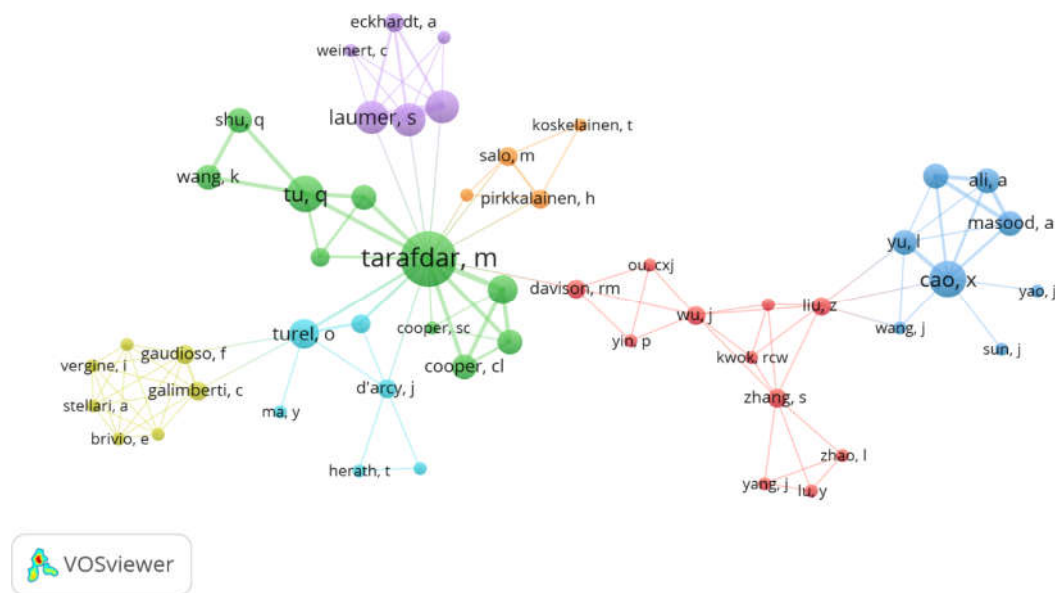 eckhardt, a
weinert, c
laumer, s
shu, q
wang, k
tu, q
koskelainen, t
salo, m
pirkkalainen, h
ali, a
masood, a
yu, l
cao, x
yao, j
wang, j
sun, j
tarafdar, m
ou, cxj
davison, rm
wu, j
liu, z
yin, p
kwok, rcw
zhang, s
zhao, l
yang, j
lu, y
cooper, sc
cooper, cl
turel, o
d'arcy, j
ma, y
herath, t
gaudioso, f
vergine, i
galimberti, c
stellari, a
brivio, e
VOSviewer